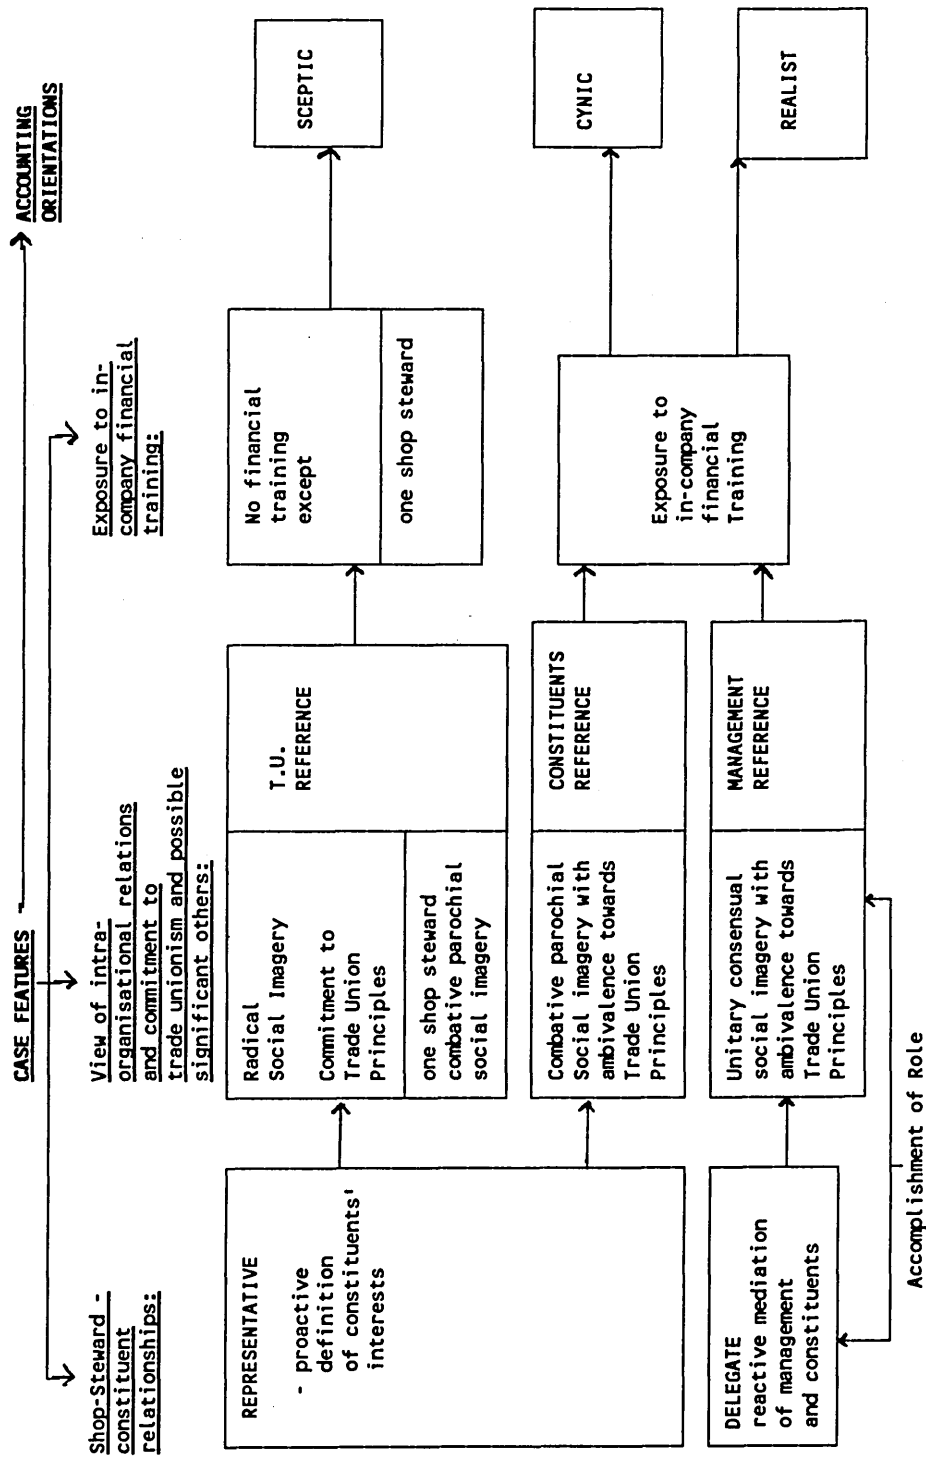 CASE FEATURES
ACCOUNTING
ORIENTATIONS
Shop-Steward -
constituent
relationships:
View of intra-
organisational relations
and commitment to
trade unionism and possible
significant others:
Exposure to in-
company financial
training:
REPRESENTATIVE
- proactive
definition
of constituents'
interests
Radical
Social Imagery
Commitment to
Trade Union
Principles
one shop steward
combative parochial
social imagery
T.U.
REFERENCE
No financial
training
except
one shop steward
SCEPTIC
Combative parochial
Social imagery with
ambivalence towards
Trade Union
Principles
CONSTITUENTS
REFERENCE
Exposure to
in-company
financial
Training
CYNIC
DELEGATE
reactive mediation
of management
and constituents
Unitary consensual
social imagery with
ambivalence towards
Trade Union
Principles
MANAGEMENT
REFERENCE
REALIST
Accomplishment of Role